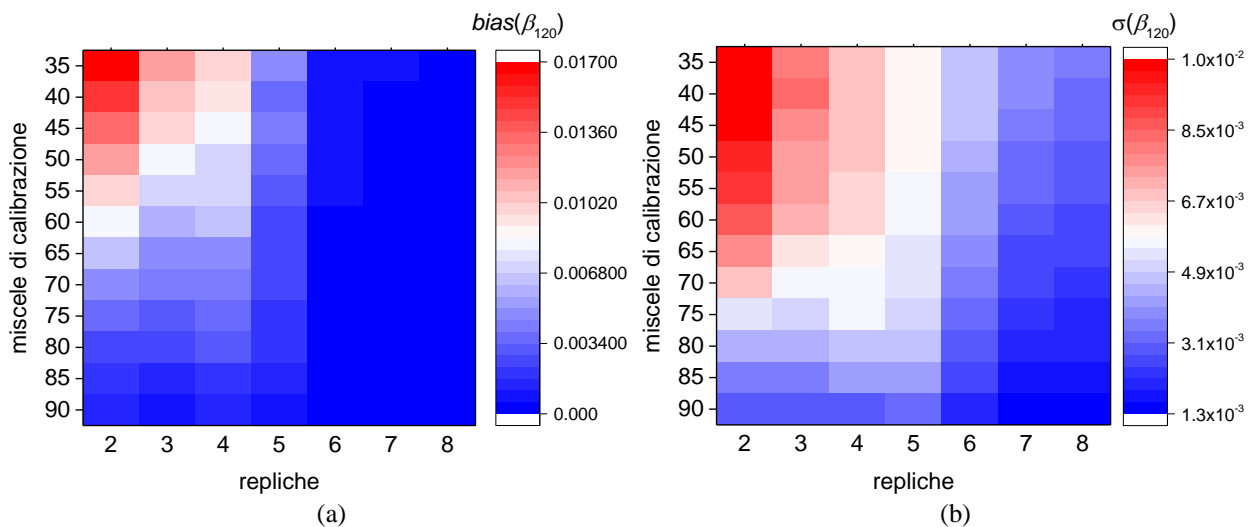 bias(β₁₂₀)
35
40
45
50
55
60
65
70
75
80
85
90
miscele di calibrazione
2 3 4 5 6 7 8
repliche
0.01700
0.01360
0.01020
0.006800
0.003400
0.000
(a)
σ(β₁₂₀)
35
40
45
50
55
60
65
70
75
80
85
90
miscele di calibrazione
2 3 4 5 6 7 8
repliche
1.0x10⁻²
8.5x10⁻³
6.7x10⁻³
4.9x10⁻³
3.1x10⁻³
1.3x10⁻³
(b)